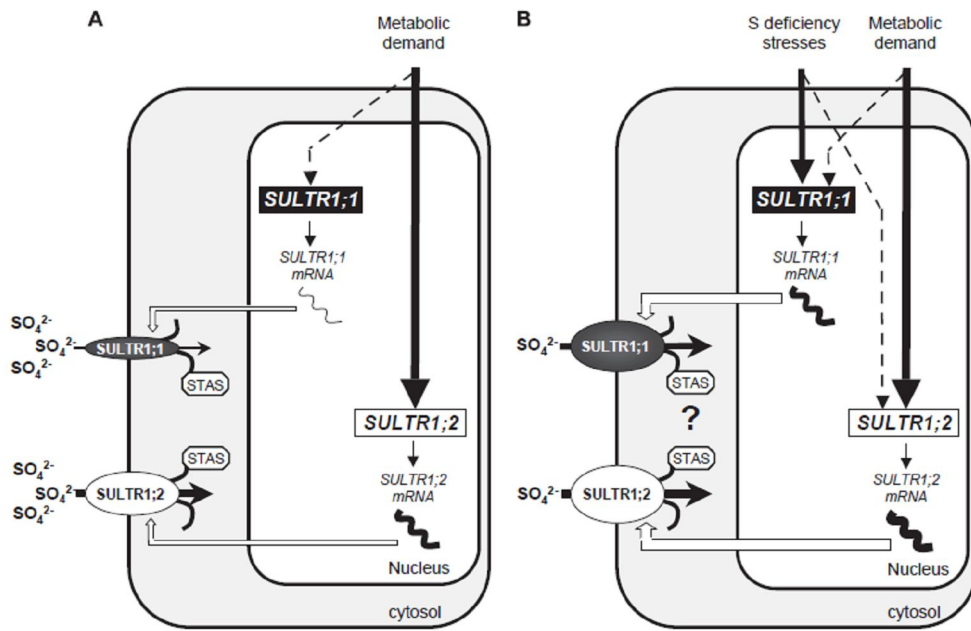 A
Metabolic
demand
SULTR1;1
SULTR1;1
mRNA
SO₄²⁻
SO₄²⁻
SO₄²⁻
SULTR1;1
STAS
SULTR1;2
STAS
SO₄²⁻
SO₄²⁻
SO₄²⁻
SULTR1;2
SULTR1;2
mRNA
Nucleus
cytosol
B
S deficiency
stresses
Metabolic
demand
SULTR1;1
SULTR1;1
mRNA
SO₄²⁻
SULTR1;1
STAS
?
SULTR1;2
STAS
SO₄²⁻
SULTR1;2
SULTR1;2
mRNA
Nucleus
cytosol